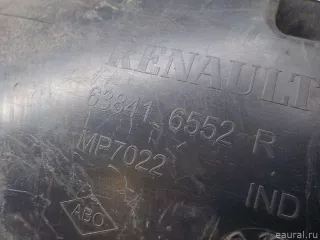 RENAULT
63841 6552 R
MP7022
IND
ABO
eaural.ru